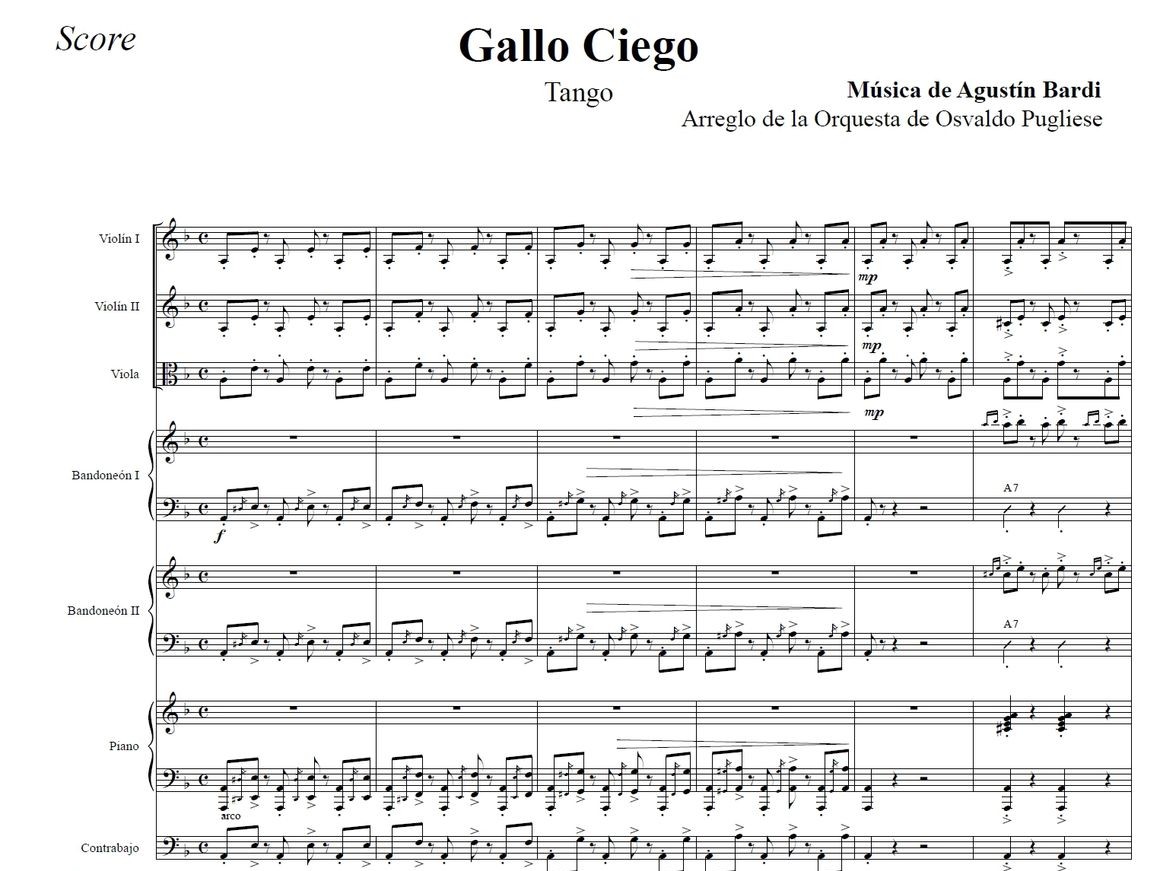 Score
Gallo Ciego
Tango
Música de Agustín Bardi
Arreglo de la Orquesta de Osvaldo Pugliese
Violín I
mp
Violín II
mp
Viola
mp
Bandoneón I
A7
f
Bandoneón II
A7
Piano
arco
Contrabajo